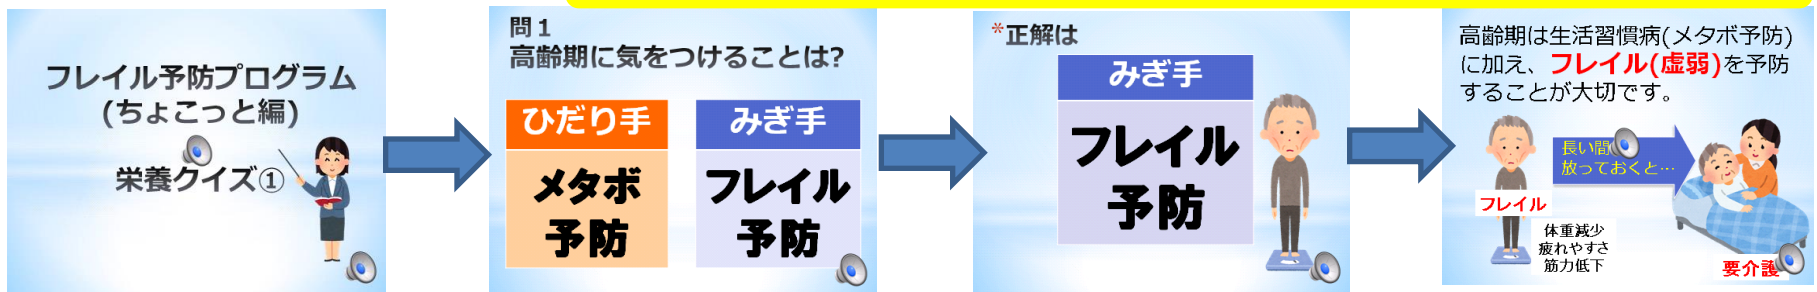 フレイル予防プログラム
(ちょこっと編)
栄養クイズ①
問１
高齢期に気をつけることは?
ひだり手
みぎ手
メタボ
予防
フレイル
予防
*正解は
みぎ手
フレイル
予防
高齢期は生活習慣病(メタボ予防)
に加え、フレイル(虚弱)を予防
することが大切です。
長い間
放っておくと…
フレイル
体重減少
疲れやすさ
筋力低下
要介護